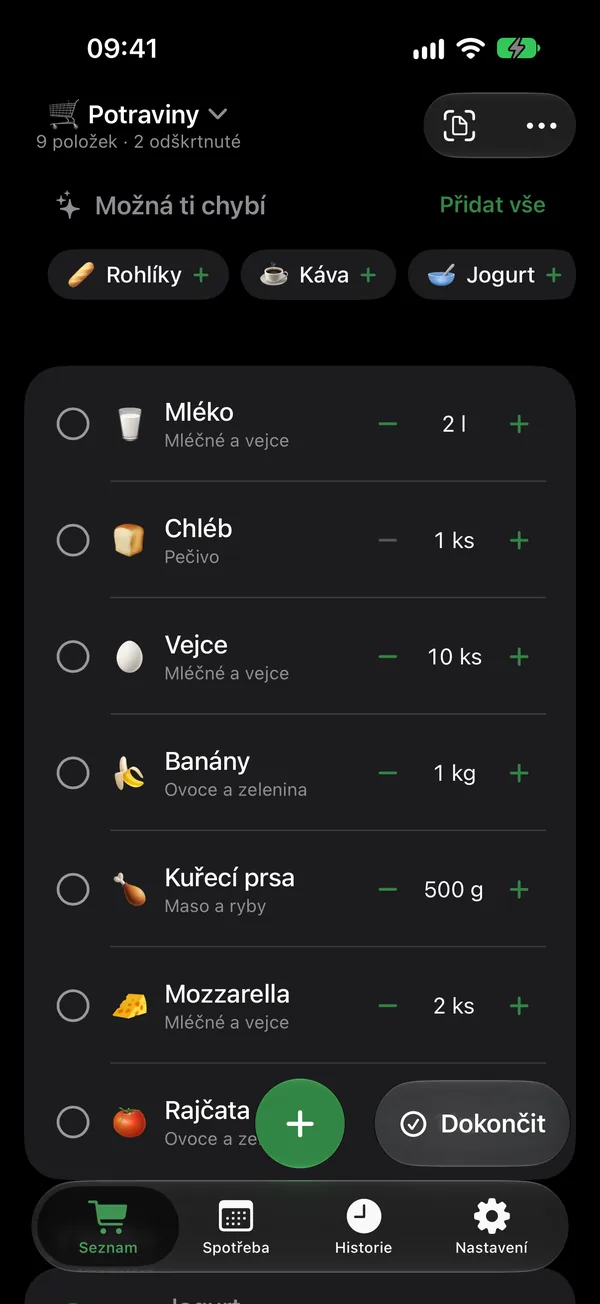 09:41
Potraviny
9 položek · 2 odškrtnuté
Možná ti chybí
Přidat vše
Rohlíky +
Káva +
Jogurt +
Mléko
Mléčné a vejce
− 2 l +
Chléb
Pečivo
− 1 ks +
Vejce
Mléčné a vejce
− 10 ks +
Banány
Ovoce a zelenina
− 1 kg +
Kuřecí prsa
Maso a ryby
− 500 g +
Mozzarella
Mléčné a vejce
− 2 ks +
Rajčata
Ovoce a ze
+
Dokončit
Seznam
Spotřeba
Historie
Nastavení